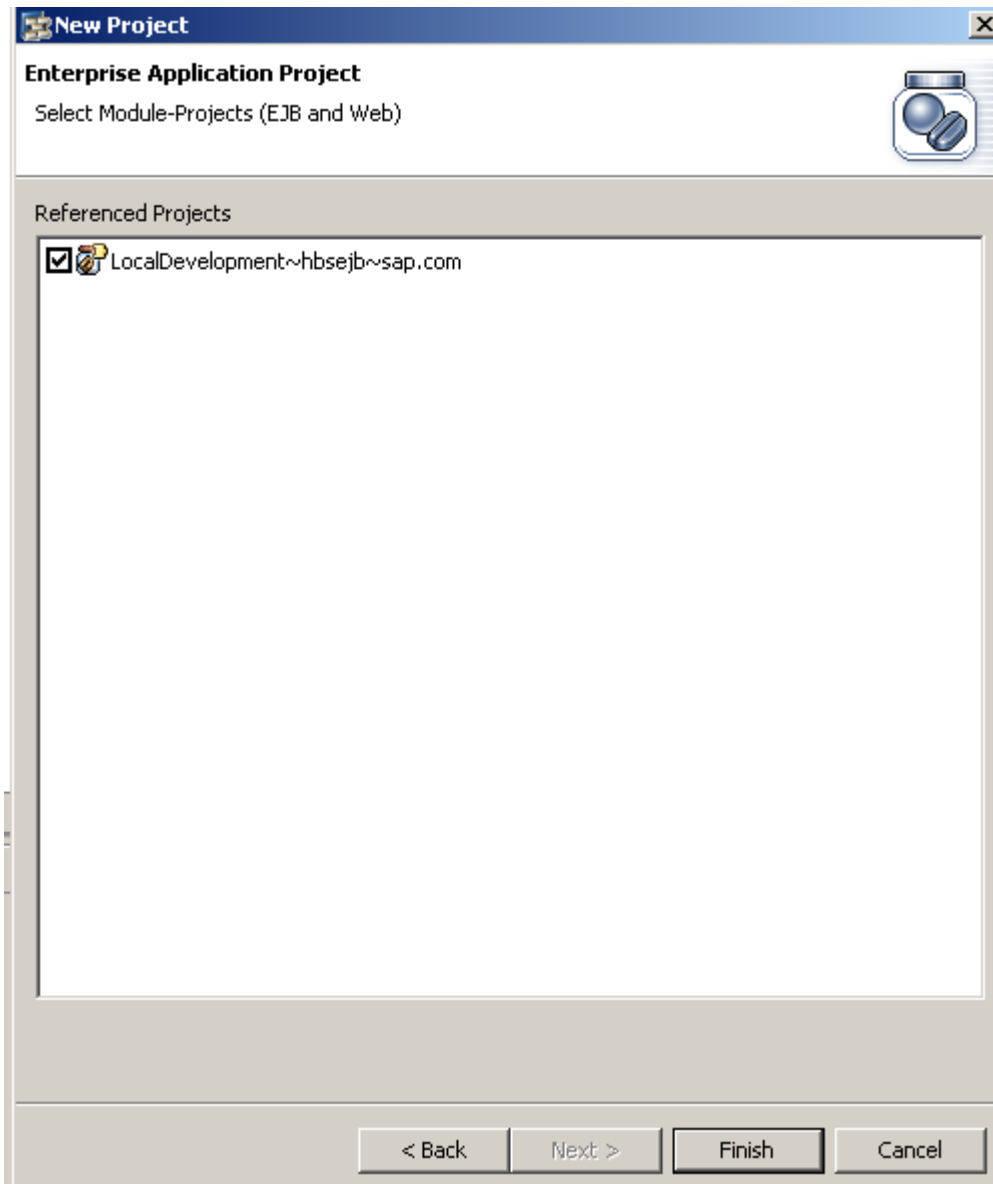 New Project
Enterprise Application Project
Select Module-Projects (EJB and Web)
Referenced Projects
LocalDevelopment~hbsejb~sap.com
< Back Next > Finish Cancel